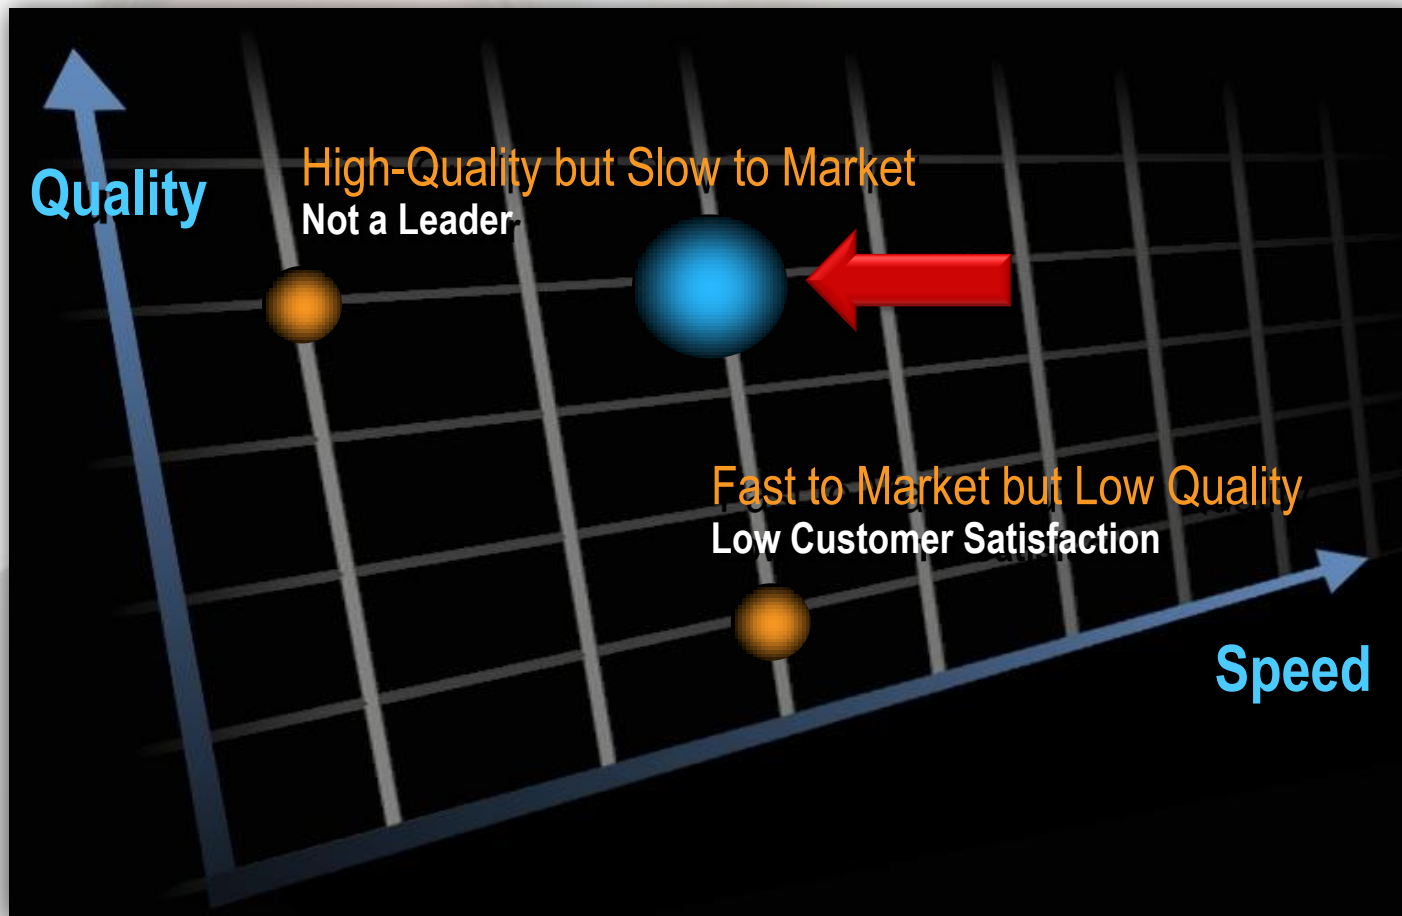 High-Quality but Slow to Market
Quality
Not a Leader
Fast to Market but Low Quality
Low Customer Satisfaction
Speed